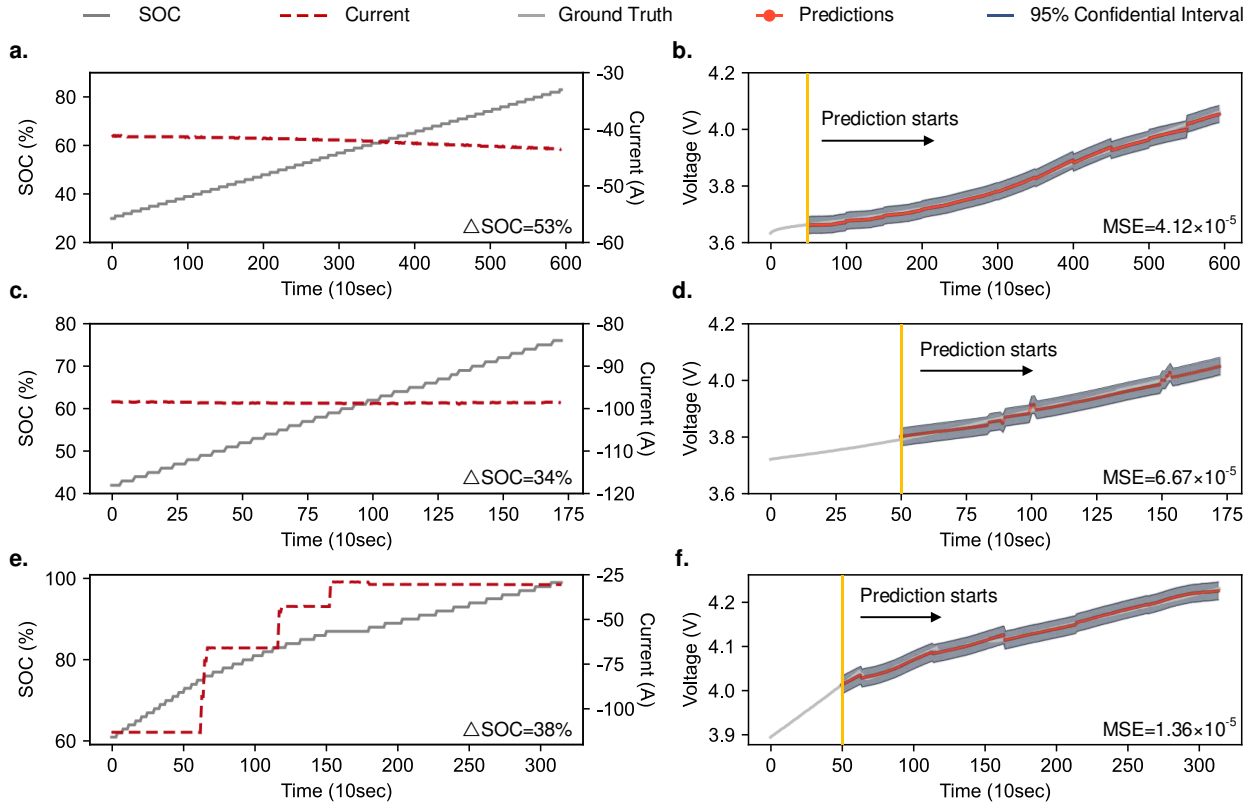 SOC Current Ground Truth Predictions 95% Confidential Interval
a.
80
60
40
20
SOC (%)
-30
-40
-50
-60
Current (A)
△SOC=53%
0 100 200 300 400 500 600
Time (10sec)
b.
4.2
4.0
3.8
3.6
Voltage (V)
Prediction starts
MSE=4.12×10⁻⁵
0 100 200 300 400 500 600
Time (10sec)
c.
80
70
60
50
40
SOC (%)
-80
-90
-100
-110
-120
Current (A)
△SOC=34%
0 25 50 75 100 125 150 175
Time (10sec)
d.
4.2
4.0
3.8
3.6
Voltage (V)
Prediction starts
MSE=6.67×10⁻⁵
0 25 50 75 100 125 150 175
Time (10sec)
e.
100
80
60
SOC (%)
-25
-50
-75
-100
Current (A)
△SOC=38%
0 50 100 150 200 250 300
Time (10sec)
f.
4.2
4.1
4.0
3.9
Voltage (V)
Prediction starts
MSE=1.36×10⁻⁵
0 50 100 150 200 250 300
Time (10sec)